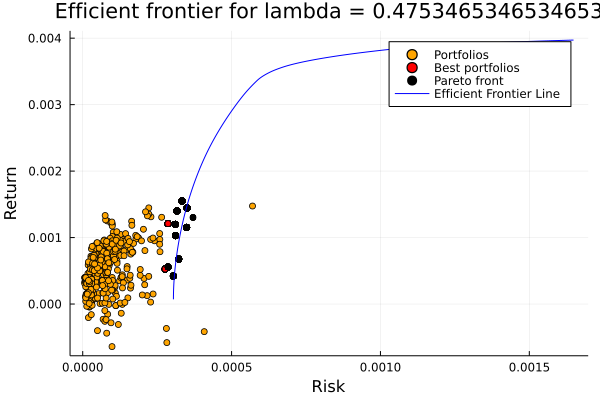 Efficient frontier for lambda = 0.4753465346534653
0.004
0.003
0.002
0.001
0.000
Return
Portfolios
Best portfolios
Pareto front
Efficient Frontier Line
0.0000 0.0005 0.0010 0.0015
Risk